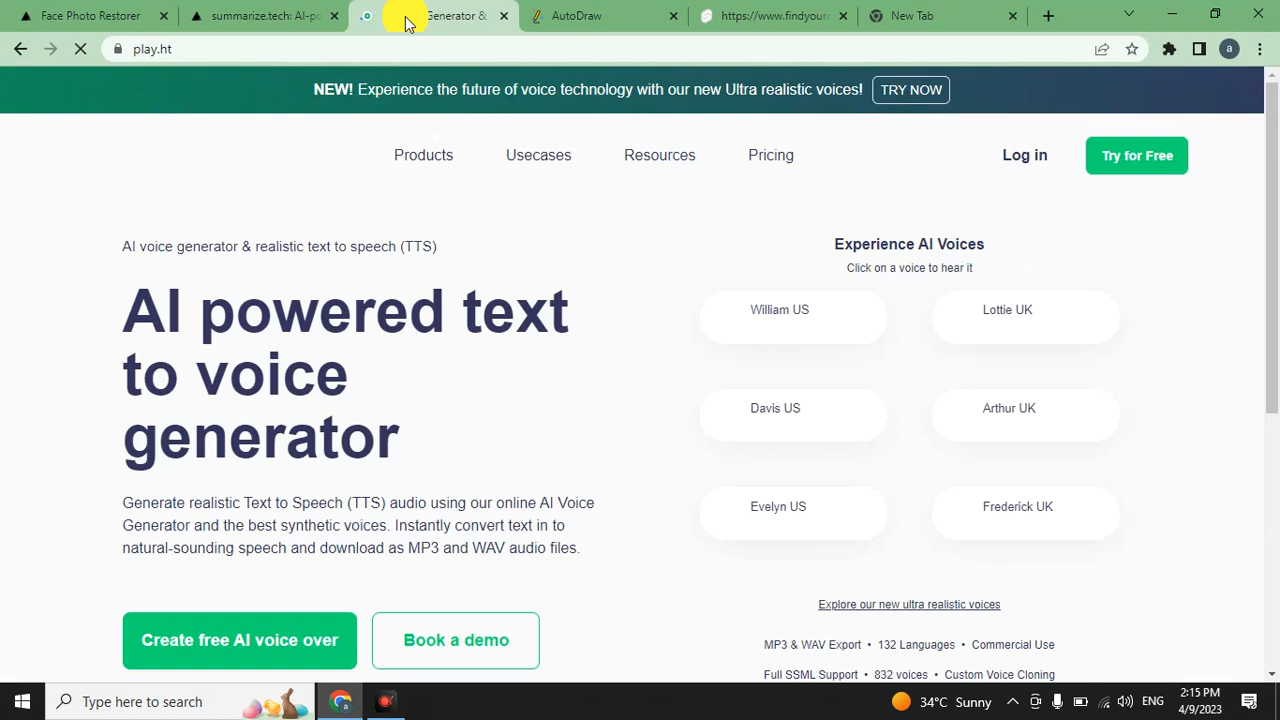 Face Photo Restorer
summarize.tech: AI-po
Generator &
AutoDraw
https://www.findyour
New Tab
play.ht
a
NEW! Experience the future of voice technology with our new Ultra realistic voices!
TRY NOW
Products
Usecases
Resources
Pricing
Log in
Try for Free
AI voice generator & realistic text to speech (TTS)
AI powered text
to voice
generator
Generate realistic Text to Speech (TTS) audio using our online AI Voice
Generator and the best synthetic voices. Instantly convert text in to
natural-sounding speech and download as MP3 and WAV audio files.
Create free AI voice over
Book a demo
Experience AI Voices
Click on a voice to hear it
William US
Lottie UK
Davis US
Arthur UK
Evelyn US
Frederick UK
Explore our new ultra realistic voices
MP3 & WAV Export • 132 Languages • Commercial Use
Full SSML Support • 832 voices • Custom Voice Cloning
Type here to search
34°C Sunny
ENG
2:15 PM
4/9/2023